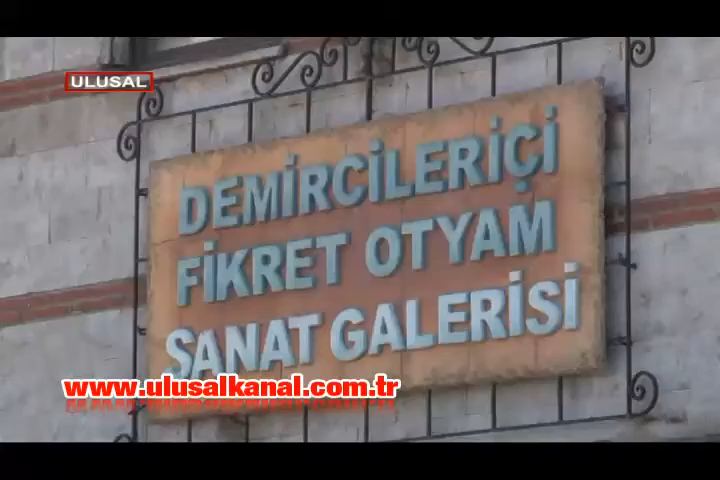 ULUSAL
DEMİRCİLERİÇİ
FİKRET OTYAM
SANAT GALERİSİ
www.ulusalkanal.com.tr